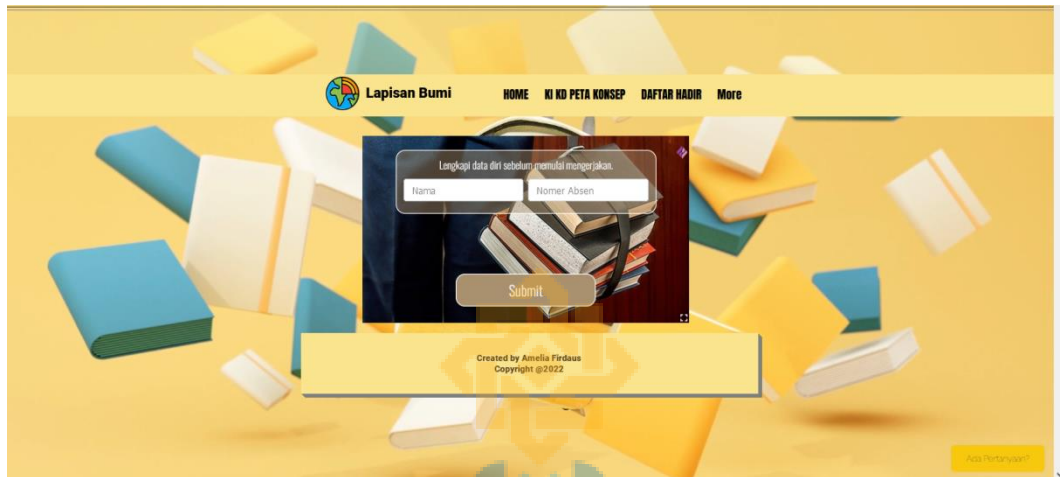 Lapisan Bumi
HOME KI KD PETA KONSEP DAFTAR HADIR More
Lengkapi data diri sebelum memulai mengerjakan.
Nama Nomer Absen
Submit
Created by Amelia Firdaus
Copyright @2022
Ada Pertanyaan?